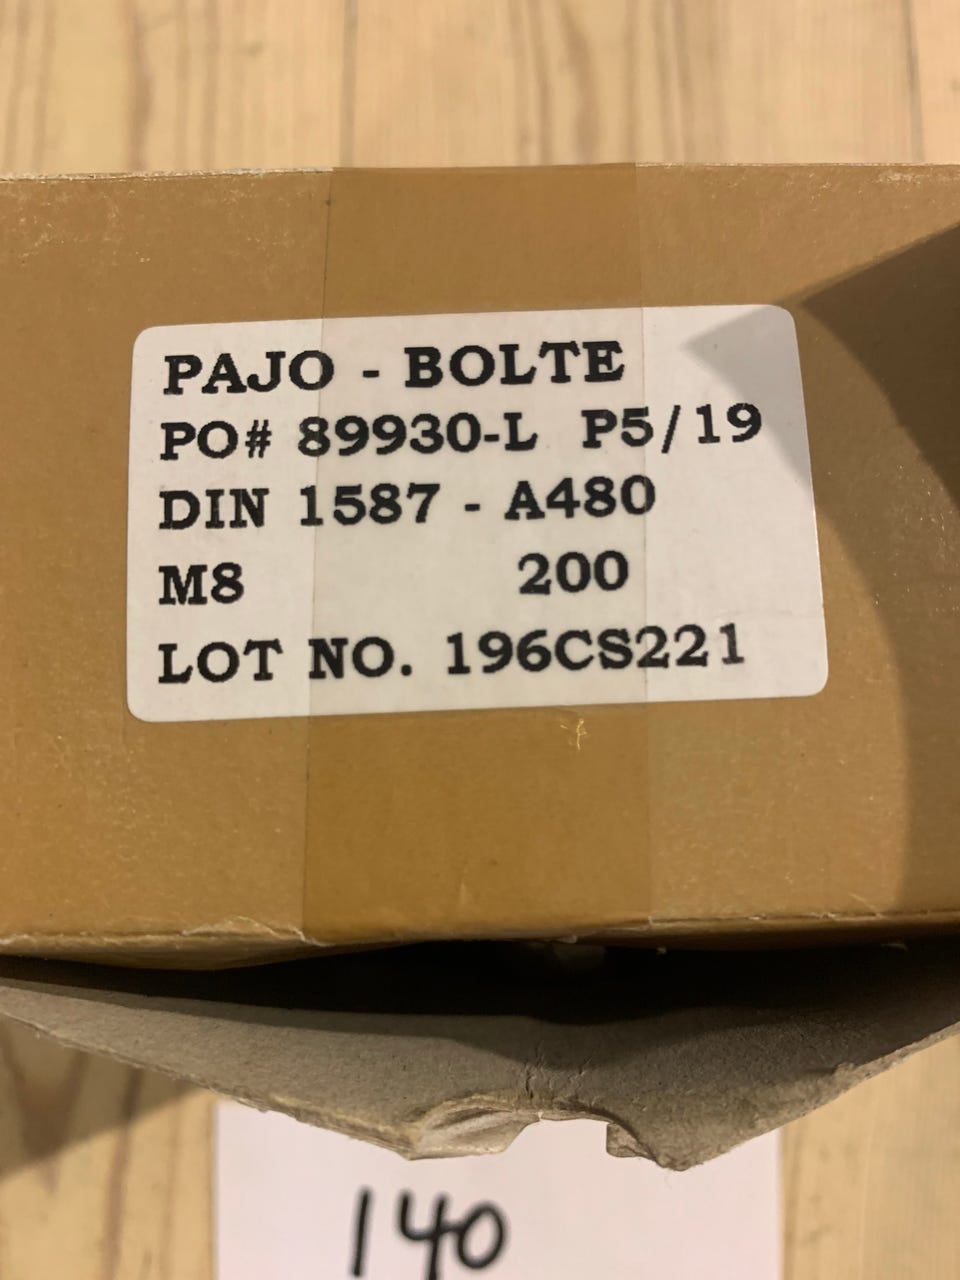 PAJO - BOLTE
PO# 89930-L P5/19
DIN 1587 - A480
M8 200
LOT NO. 196CS221
140